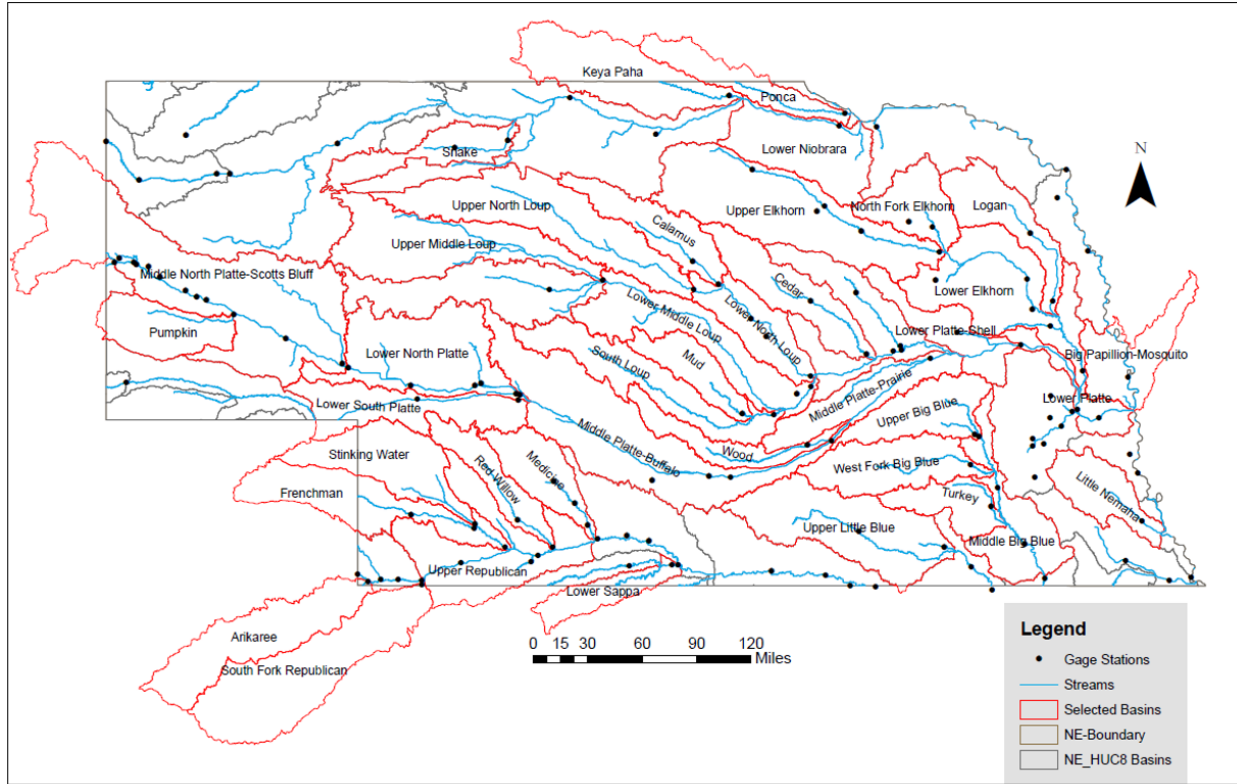 Keya Paha
Ponca
Snake
Lower Niobrara
N
Upper North Loup
Calamus
Upper Elkhorn
North Fork Elkhorn
Logan
Upper Middle Loup
Middle North Platte-Scotts Bluff
Cedar
Lower Elkhorn
Pumpkin
Lower Middle Loup
Lower North Loup
Lower Platte-Shell
Lower North Platte
South Loup
Mud
Big Papillion-Mosquito
Middle Platte-Prairie
Lower South Platte
Lower Platte
Upper Big Blue
Middle Platte-Buffalo
Wood
Stinking Water
Red Willow
Medicine
West Fork Big Blue
Frenchman
Turkey
Little Nemaha
Upper Little Blue
Middle Big Blue
Upper Republican
Lower Sappa
Arikaree
South Fork Republican
0 15 30 60 90 120
Miles
Legend
Gage Stations
Streams
Selected Basins
NE-Boundary
NE_HUC8 Basins